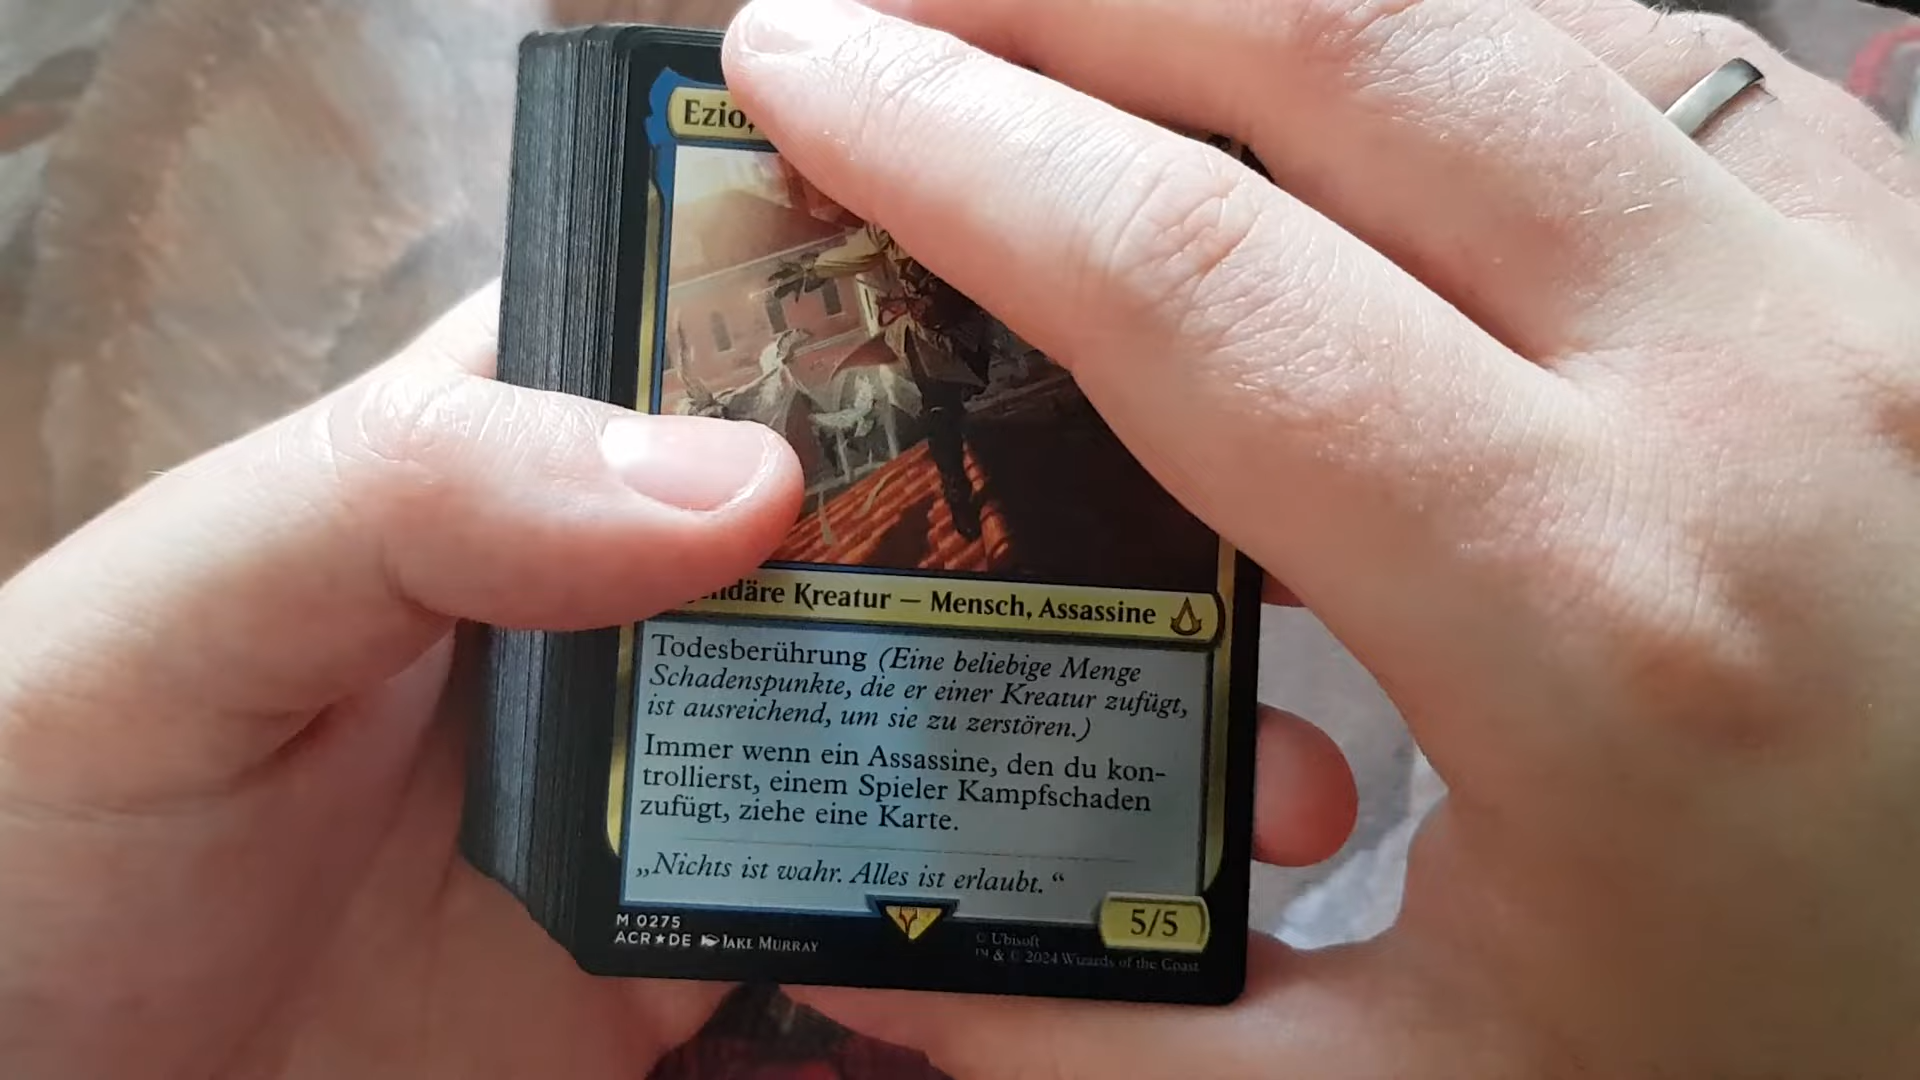 Ezio,
Kreatur — Mensch, Assassine
Todesberührung (Eine beliebige Menge
Schadenspunkte, die er einer Kreatur zufügt,
ist ausreichend, um sie zu zerstören.)
Immer wenn ein Assassine, den du kon-
trollierst, einem Spieler Kampfschaden
zufügt, ziehe eine Karte.
„Nichts ist wahr. Alles ist erlaubt.“
5/5
M 0275
ACR★DE JAKE MURRAY
© Ubisoft
™ & © 2024 Wizards of the Coast